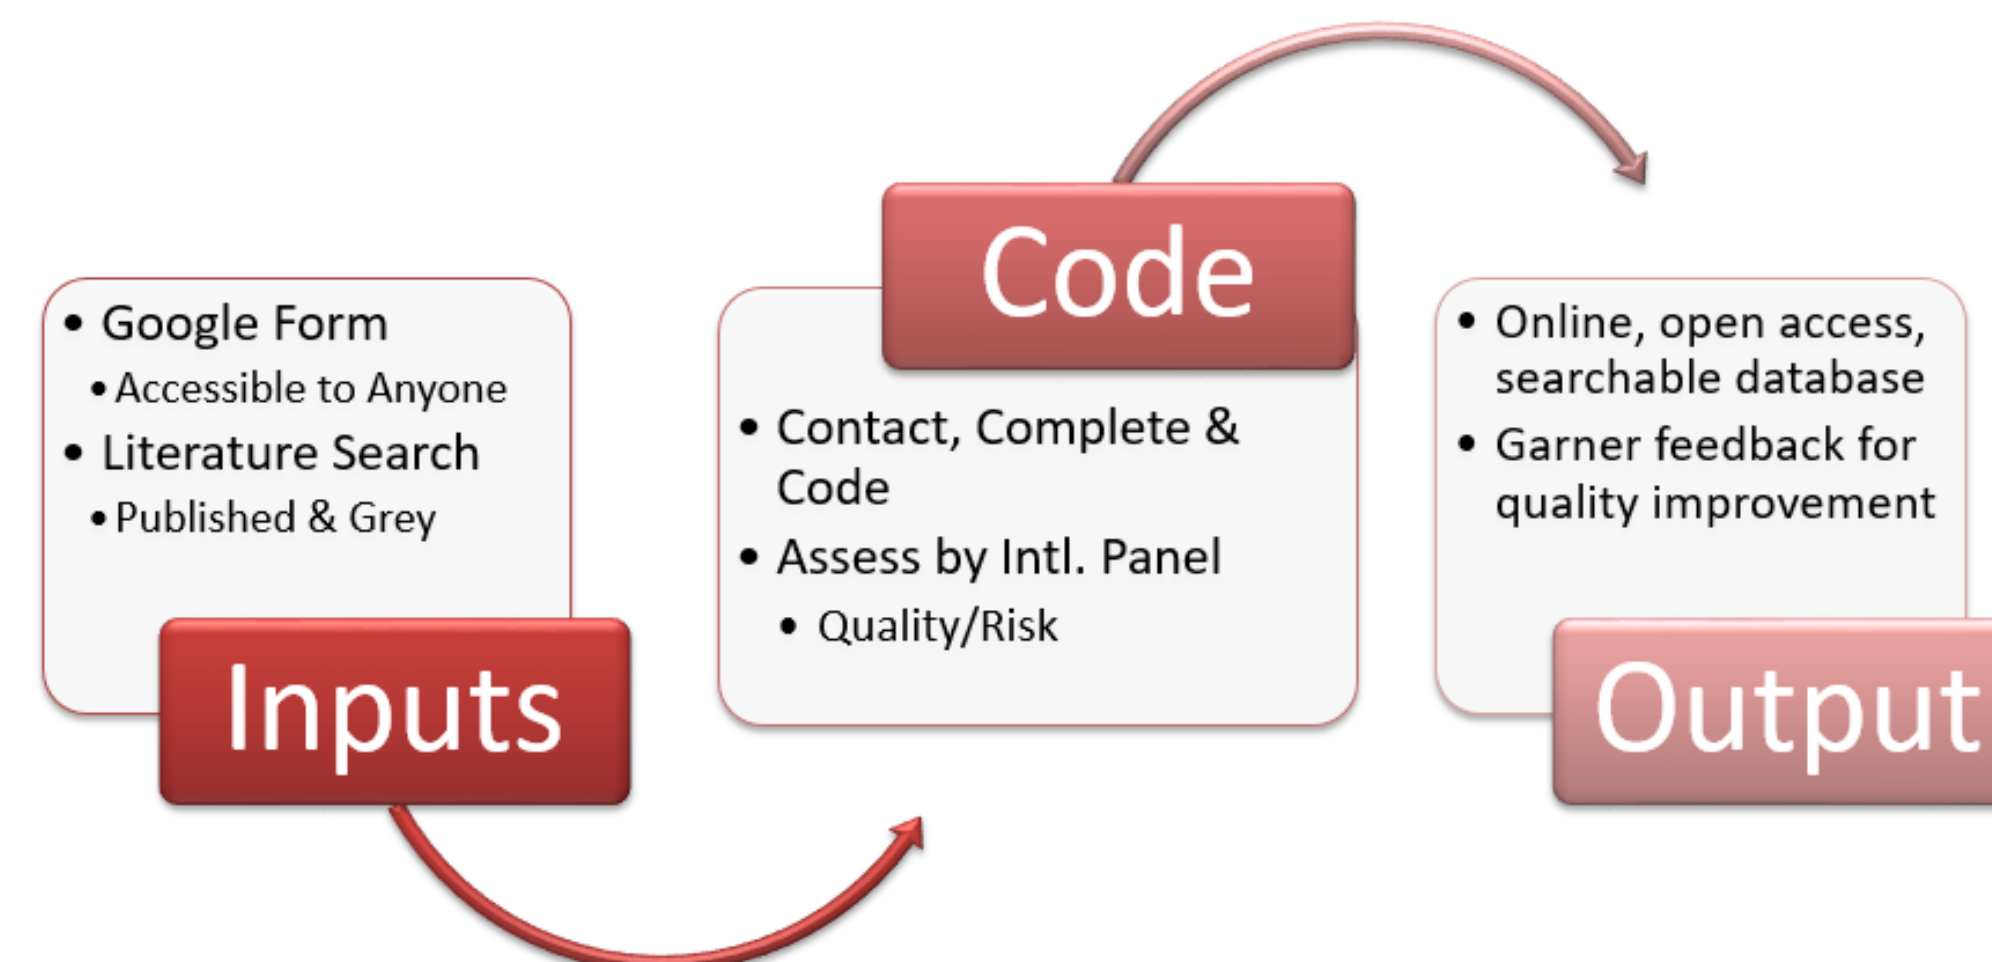 • Google Form
• Accessible to Anyone
• Literature Search
• Published & Grey
Inputs
Code
• Contact, Complete &
Code
• Assess by Intl. Panel
• Quality/Risk
• Online, open access,
searchable database
• Garner feedback for
quality improvement
Output